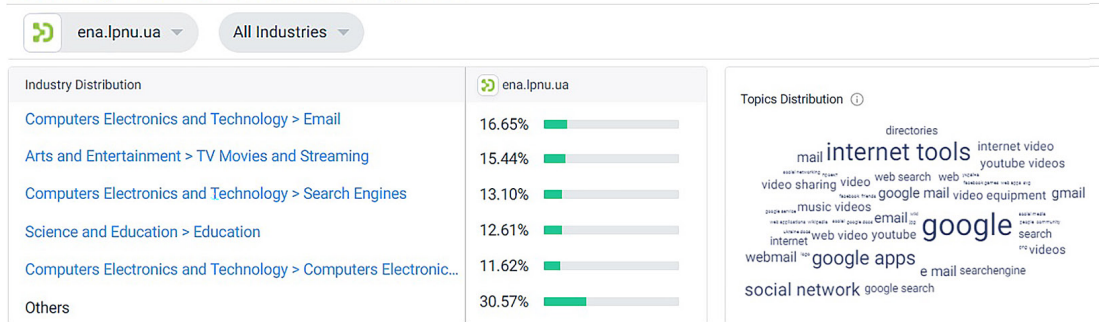 ena.lpnu.ua All Industries
Industry Distribution ena.lpnu.ua
Computers Electronics and Technology > Email 16.65%
Arts and Entertainment > TV Movies and Streaming 15.44%
Computers Electronics and Technology > Search Engines 13.10%
Science and Education > Education 12.61%
Computers Electronics and Technology > Computers Electronic... 11.62%
Others 30.57%
Topics Distribution
directories
mail internet tools internet video
youtube videos
video sharing video web search web
google mail video equipment gmail
music videos
email google
internet web video youtube search
videos
webmail google apps
e mail searchengine
social network google search